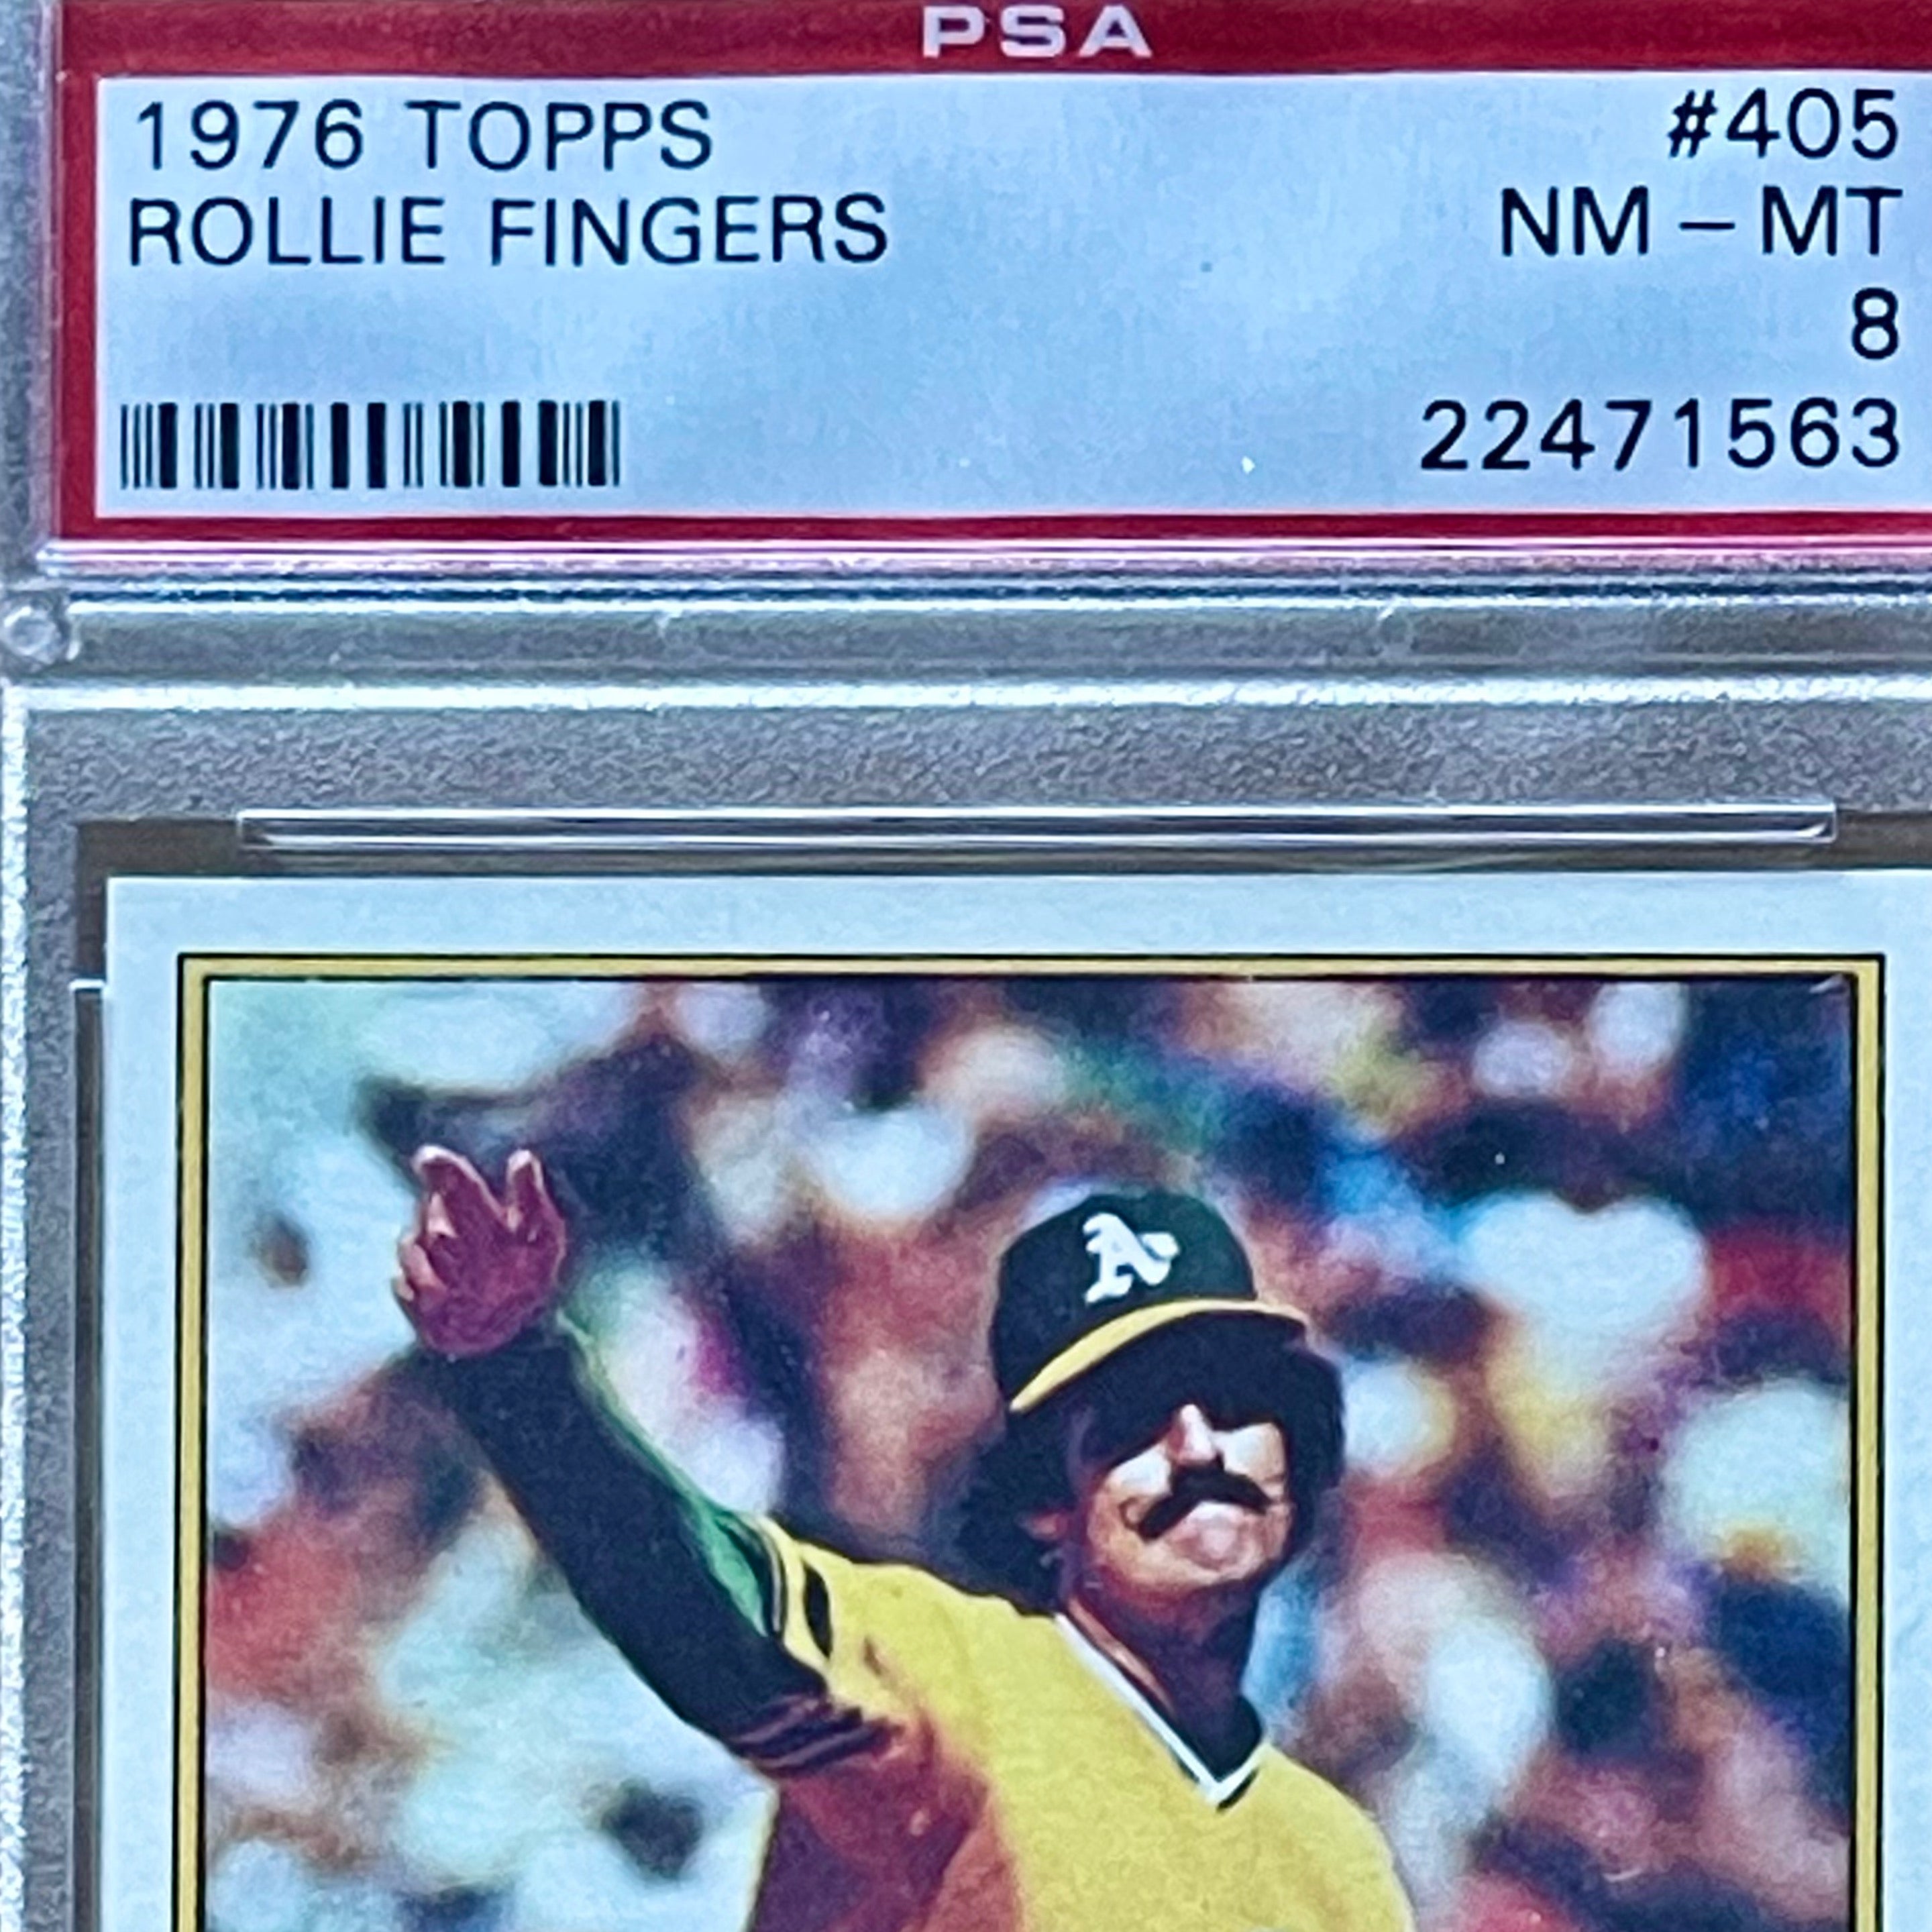 PSA
1976 TOPPS #405
ROLLIE FINGERS NM - MT
8
22471563
A's